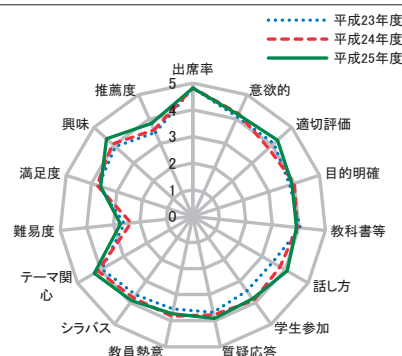 平成23年度
平成24年度
平成25年度
出席率
意欲的
適切評価
目的明確
教科書等
話し方
学生参加
質疑応答
教員熱意
シラバス
テーマ関
心
難易度
満足度
興味
推薦度
5
4
3
2
1
0